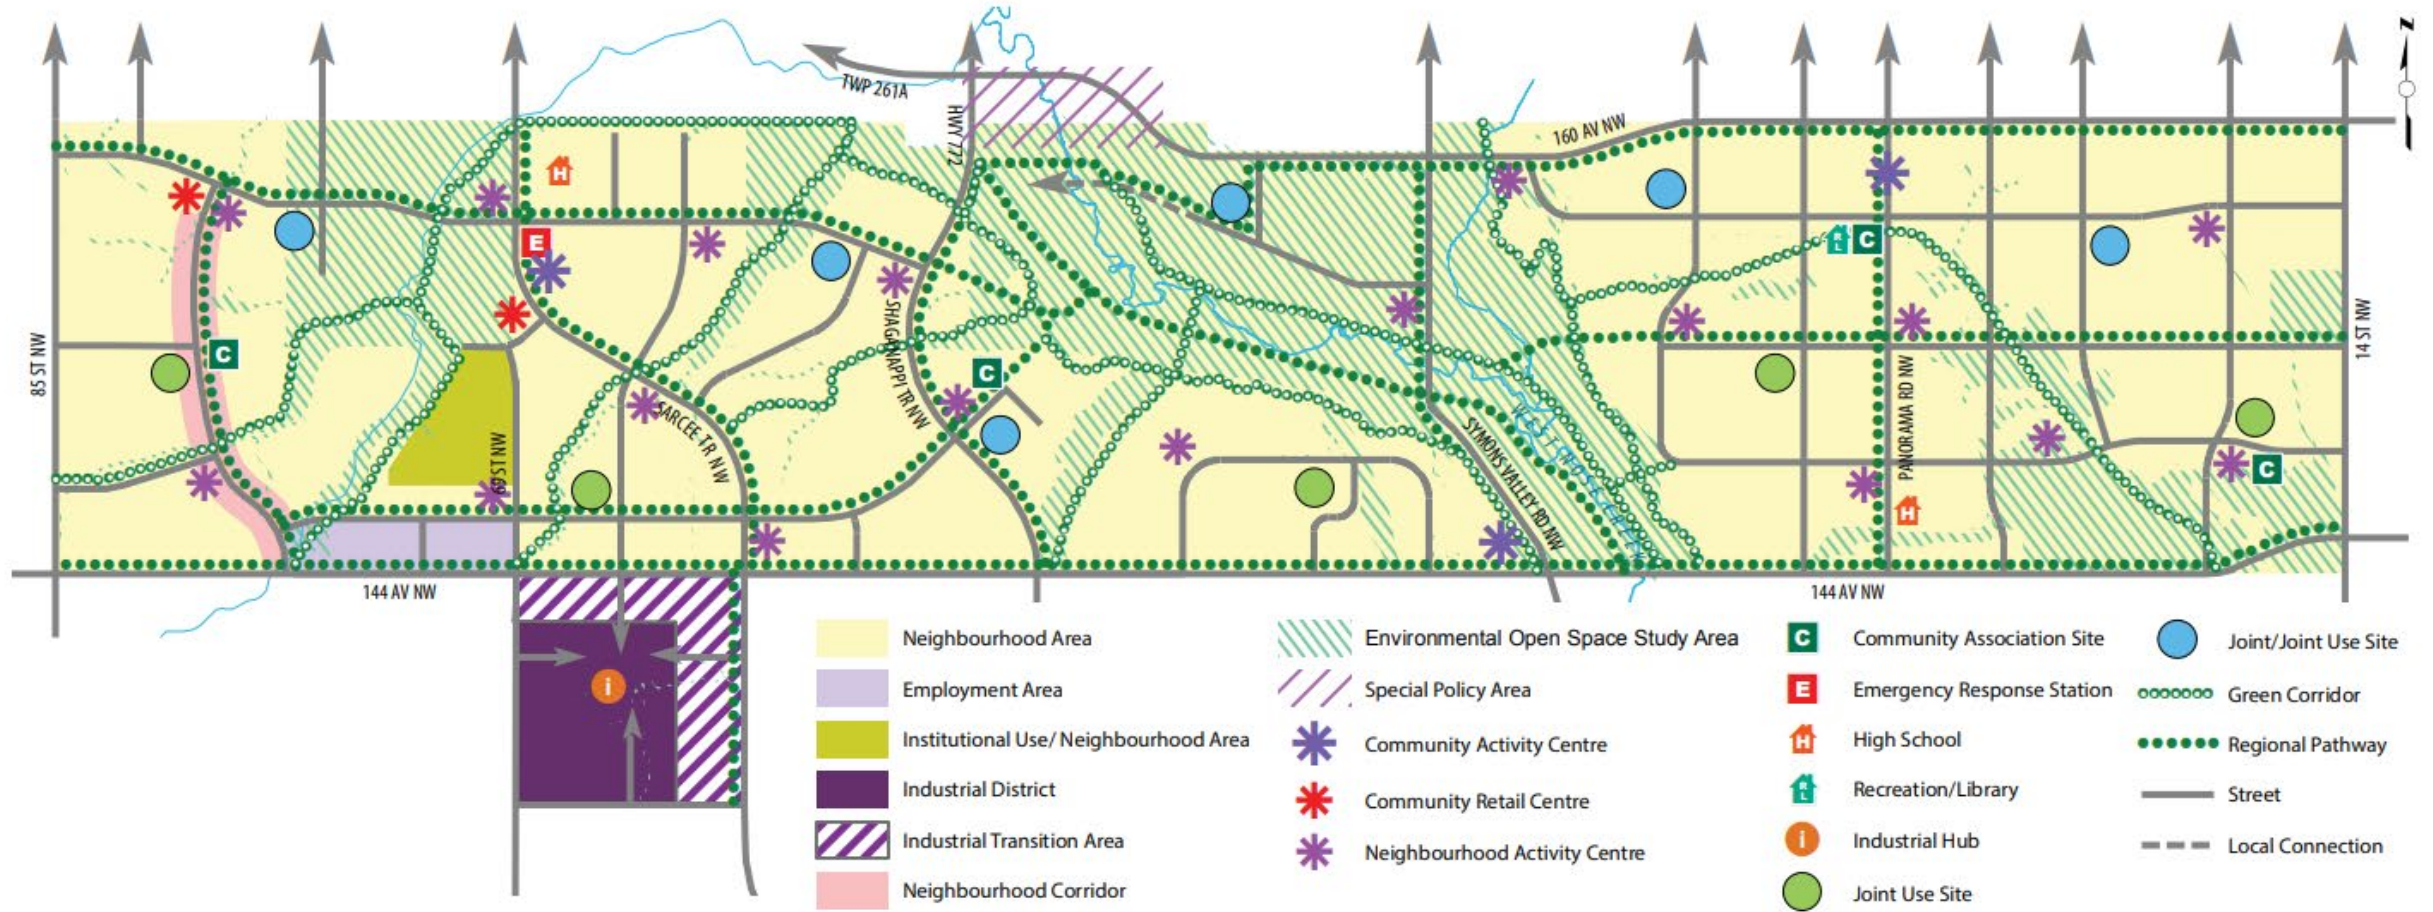 N
TWP 261A
HWY 772
160 AV NW
H
E
R
L
C
85 ST NW
C
SHAGANAPPI TR NW
C
14 ST NW
SARCEE TR NW
69 ST NW
SYMONS VALLEY RD NW
WEST NOSE CREEK
PANORAMA RD NW
C
H
144 AV NW
144 AV NW
i
Neighbourhood Area
Employment Area
Institutional Use/ Neighbourhood Area
Industrial District
Industrial Transition Area
Neighbourhood Corridor
Environmental Open Space Study Area
Special Policy Area
Community Activity Centre
Community Retail Centre
Neighbourhood Activity Centre
C Community Association Site
E Emergency Response Station
H High School
R L Recreation/Library
i Industrial Hub
Joint Use Site
Joint/Joint Use Site
Green Corridor
Regional Pathway
Street
Local Connection